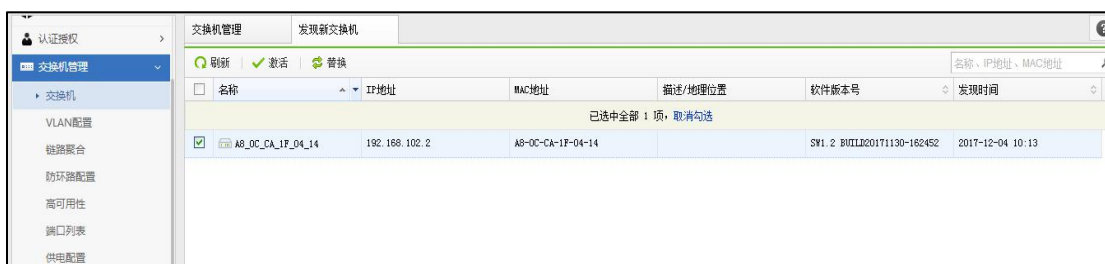 认证授权
交换机管理
交换机
VLAN配置
链路聚合
防环路配置
高可用性
端口列表
供电配置
交换机管理 发现新交换机
刷新 激活 替换 名称、IP地址、MAC地址
名称 IP地址 MAC地址 描述/地理位置 软件版本号 发现时间
已选中全部 1 项，取消勾选
A8_0C_CA_1F_04_14 192.168.102.2 A8-0C-CA-1F-04-14 SW1.2 BUILD20171130-162452 2017-12-04 10:13